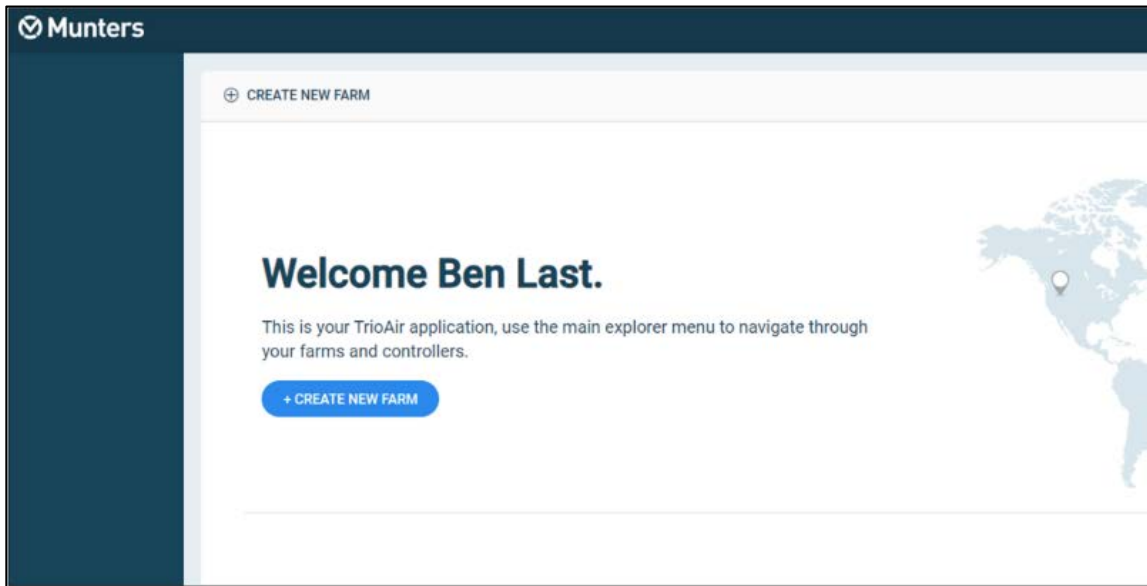 Munters
CREATE NEW FARM
Welcome Ben Last.
This is your TrioAir application, use the main explorer menu to navigate through
your farms and controllers.
+ CREATE NEW FARM